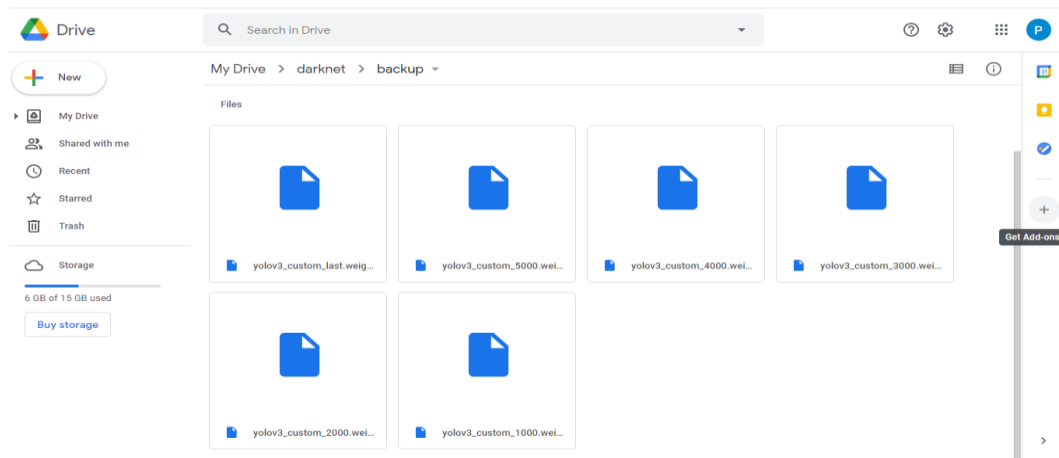 Drive
Search in Drive
P
New
My Drive > darknet > backup
My Drive
Shared with me
Recent
Starred
Trash
Storage
6 GB of 15 GB used
Buy storage
Files
yolov3_custom_last.weig...
yolov3_custom_5000.wei...
yolov3_custom_4000.wei...
yolov3_custom_3000.wei...
yolov3_custom_2000.wei...
yolov3_custom_1000.wei...
31
Get Add-ons